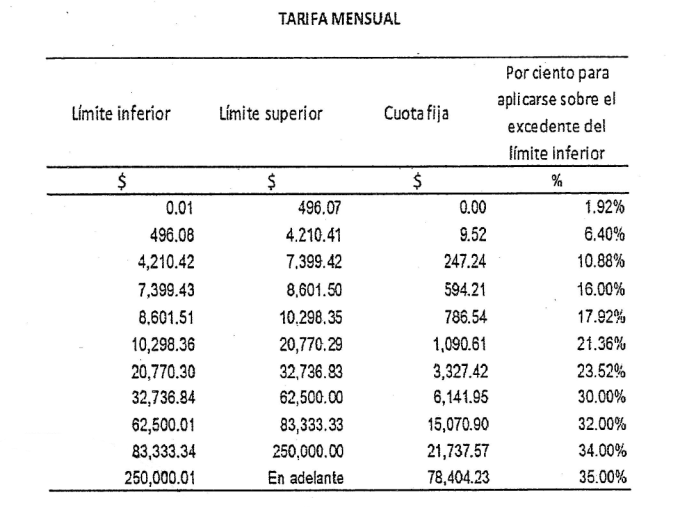 TARIFA MENSUAL
Por ciento para
Límite inferior Límite superior Cuota fija aplicarse sobre el
excedente del
límite inferior
$ $ $ %
0.01 496.07 0.00 1.92%
496.08 4.210.41 9.52 6.40%
4,210.42 7,399.42 247.24 10.88%
7,399.43 8,601.50 594.21 16.00%
8,601.51 10,298.35 786.54 17.92%
10,298.36 20,770.29 1,090.61 21.36%
20,770.30 32,736.83 3,327.42 23.52%
32,736.84 62,500.00 6,141.95 30.00%
62,500.01 83,333.33 15,070.90 32.00%
83,333.34 250,000.00 21,737.57 34.00%
250,000.01 En adelante 78,404.23 35.00%